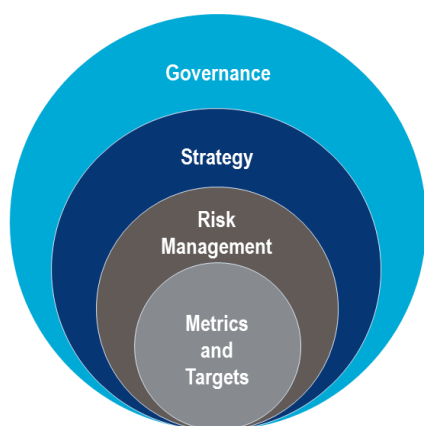 Governance
Strategy
Risk
Management
Metrics
and
Targets